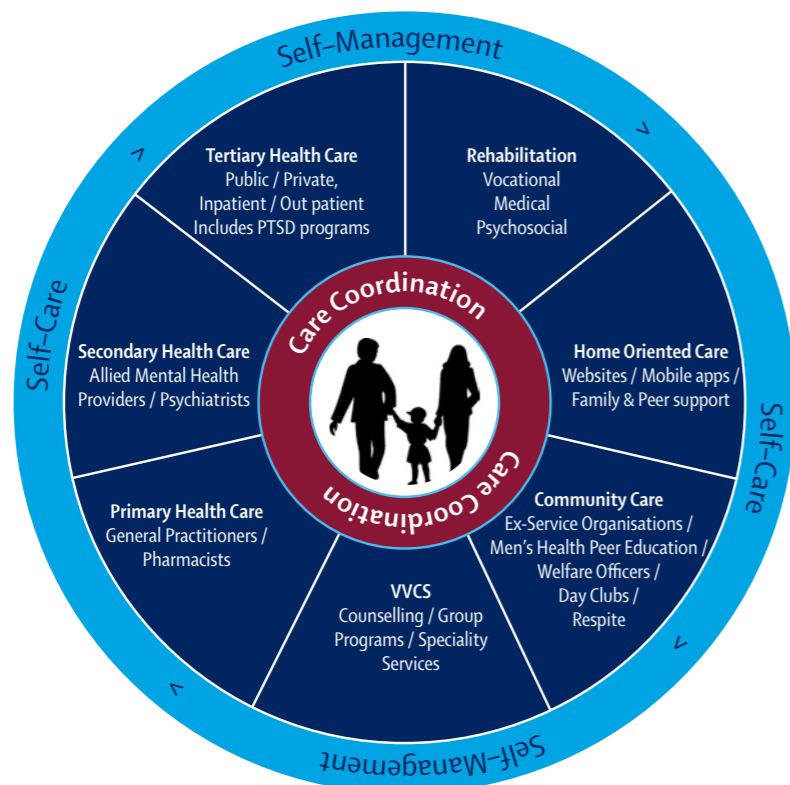 Self-Management
>
Tertiary Health Care
Public / Private,
Inpatient / Out patient
Includes PTSD programs
Rehabilitation
Vocational
Medical
Psychosocial
>
Self-Care
Care Coordination
Secondary Health Care
Allied Mental Health
Providers / Psychiatrists
Home Oriented Care
Websites / Mobile apps /
Family & Peer support
Self-Care
Care Coordination
Primary Health Care
General Practitioners /
Pharmacists
Community Care
Ex-Service Organisations /
Men's Health Peer Education /
Welfare Officers /
Day Clubs /
Respite
VVCS
Counselling / Group
Programs / Speciality
Services
>
>
Self-Management